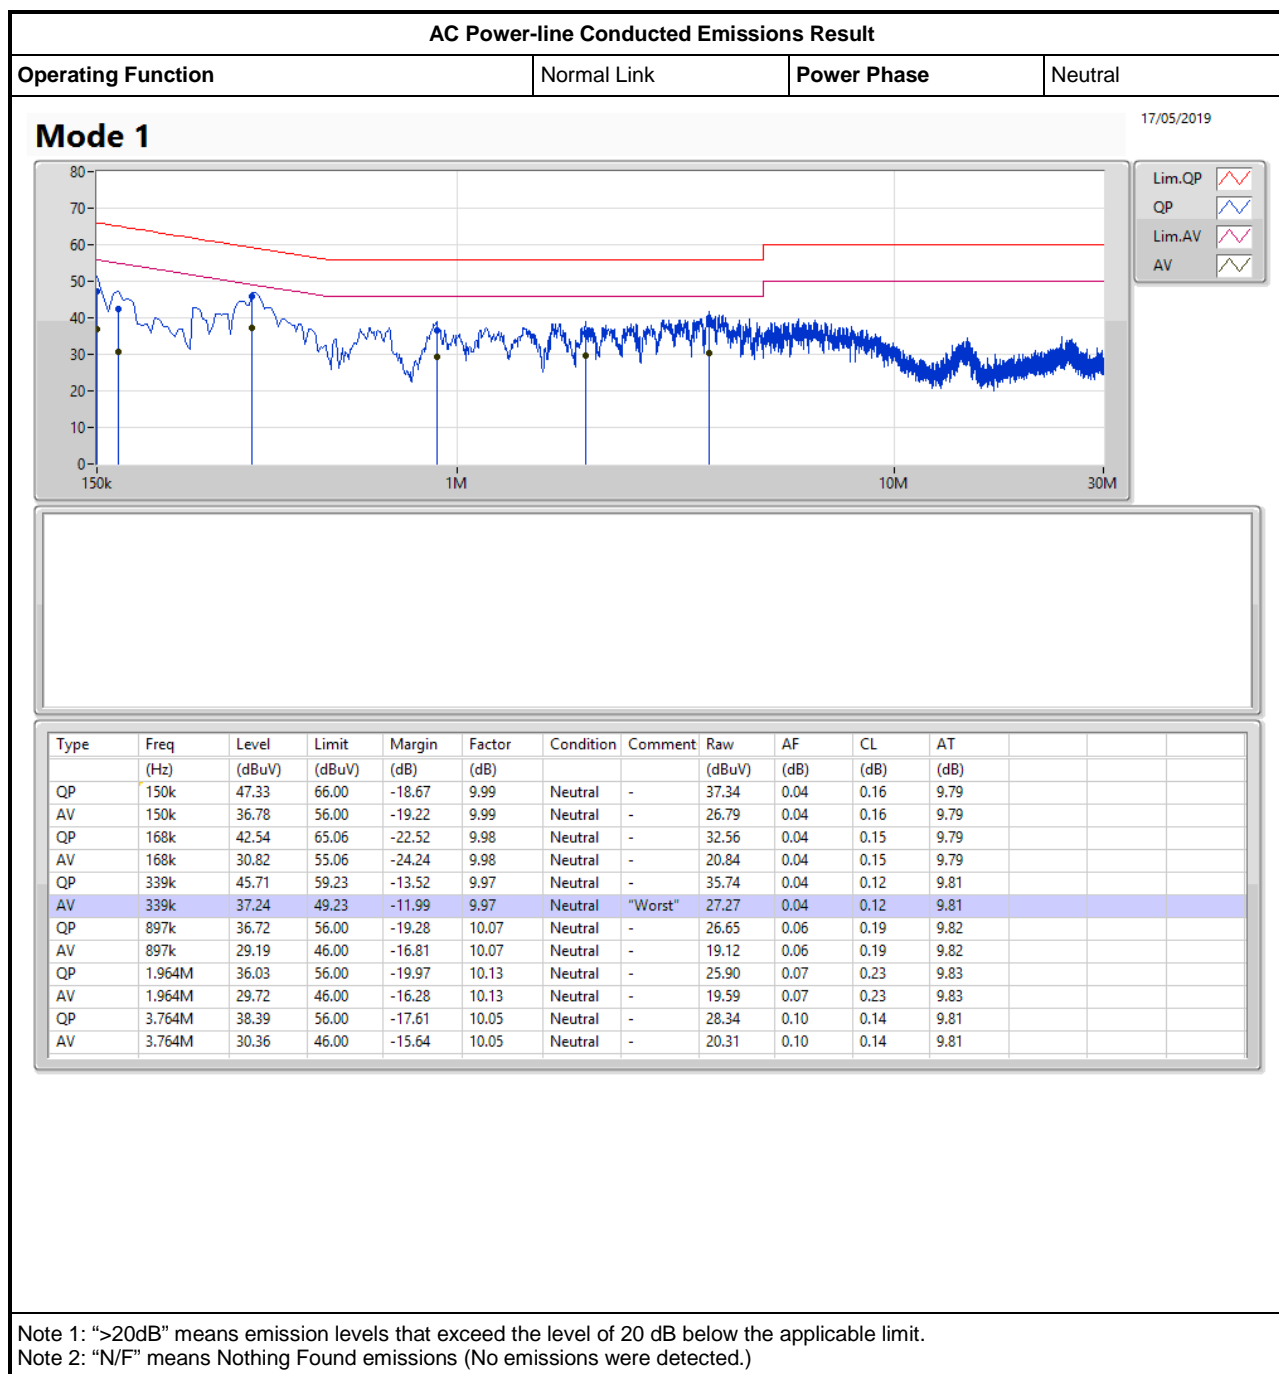 AC Power-line Conducted Emissions Result
Operating Function Normal Link Power Phase Neutral
17/05/2019
Mode 1
80
70
60
50
40
30
20
10
0
150k 1M 10M 30M
Lim.QP
QP
Lim.AV
AV
Type Freq Level Limit Margin Factor Condition Comment Raw AF CL AT
(Hz) (dBuV) (dBuV) (dB) (dB) (dBuV) (dB) (dB) (dB)
QP 150k 47.33 66.00 -18.67 9.99 Neutral - 37.34 0.04 0.16 9.79
AV 150k 36.78 56.00 -19.22 9.99 Neutral - 26.79 0.04 0.16 9.79
QP 168k 42.54 65.06 -22.52 9.98 Neutral - 32.56 0.04 0.15 9.79
AV 168k 30.82 55.06 -24.24 9.98 Neutral - 20.84 0.04 0.15 9.79
QP 339k 45.71 59.23 -13.52 9.97 Neutral - 35.74 0.04 0.12 9.81
AV 339k 37.24 49.23 -11.99 9.97 Neutral "Worst" 27.27 0.04 0.12 9.81
QP 897k 36.72 56.00 -19.28 10.07 Neutral - 26.65 0.06 0.19 9.82
AV 897k 29.19 46.00 -16.81 10.07 Neutral - 19.12 0.06 0.19 9.82
QP 1.964M 36.03 56.00 -19.97 10.13 Neutral - 25.90 0.07 0.23 9.83
AV 1.964M 29.72 46.00 -16.28 10.13 Neutral - 19.59 0.07 0.23 9.83
QP 3.764M 38.39 56.00 -17.61 10.05 Neutral - 28.34 0.10 0.14 9.81
AV 3.764M 30.36 46.00 -15.64 10.05 Neutral - 20.31 0.10 0.14 9.81
Note 1: “>20dB” means emission levels that exceed the level of 20 dB below the applicable limit.
Note 2: “N/F” means Nothing Found emissions (No emissions were detected.)